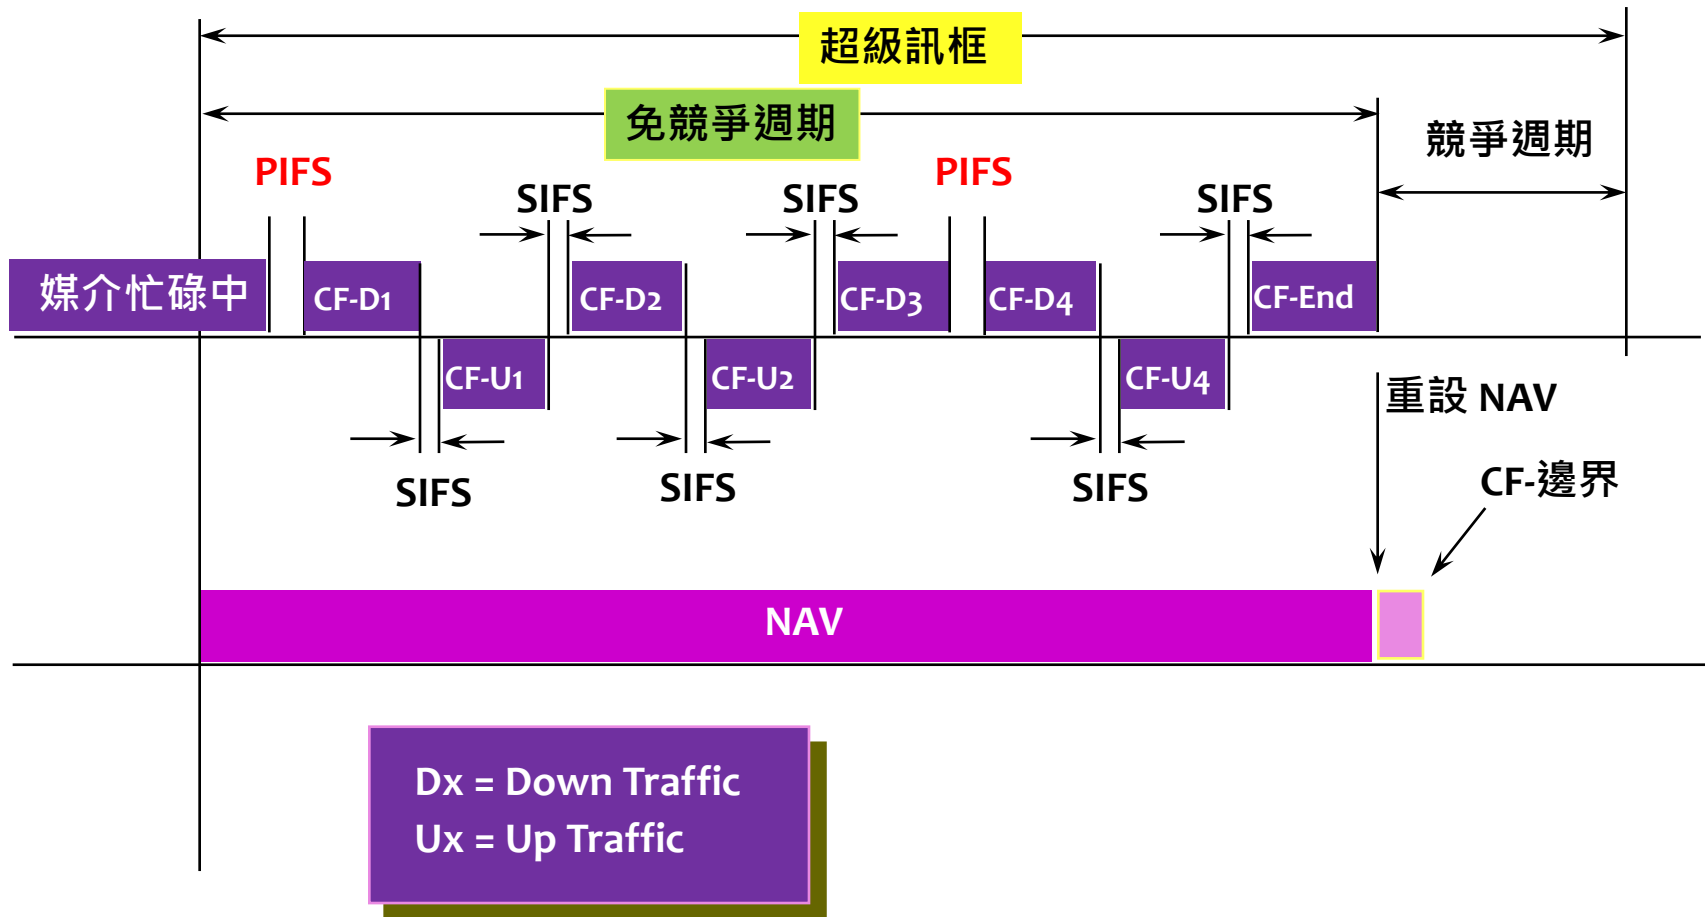 超級訊框
免競爭週期
競爭週期
PIFS
SIFS
SIFS
PIFS
SIFS
媒介忙碌中
CF-D1
CF-D2
CF-D3
CF-D4
CF-End
CF-U1
CF-U2
CF-U4
SIFS
SIFS
SIFS
重設 NAV
CF-邊界
NAV
Dx = Down Traffic
Ux = Up Traffic